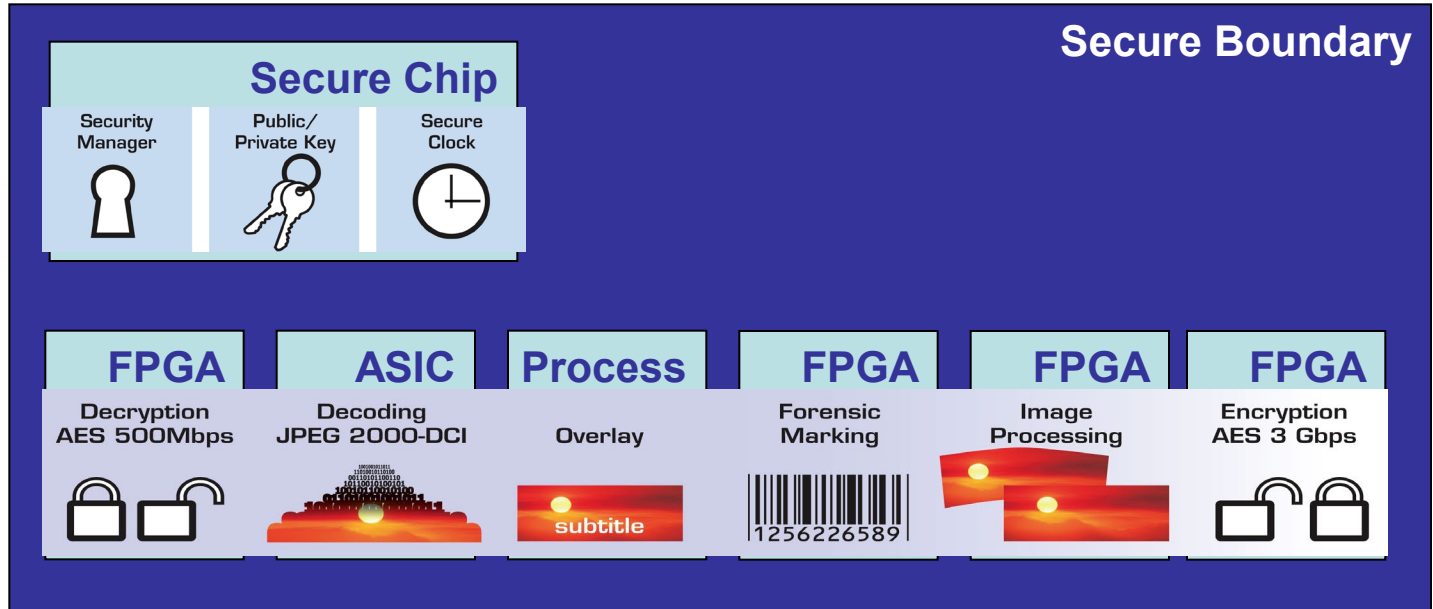 Secure Boundary
Secure Chip
Security
Manager
Public/
Private Key
Secure
Clock
FPGA
Decryption
AES 500Mbps
ASIC
Decoding
JPEG 2000-DCI
Process
Overlay
subtitle
FPGA
Forensic
Marking
1256226589
FPGA
Image
Processing
FPGA
Encryption
AES 3 Gbps